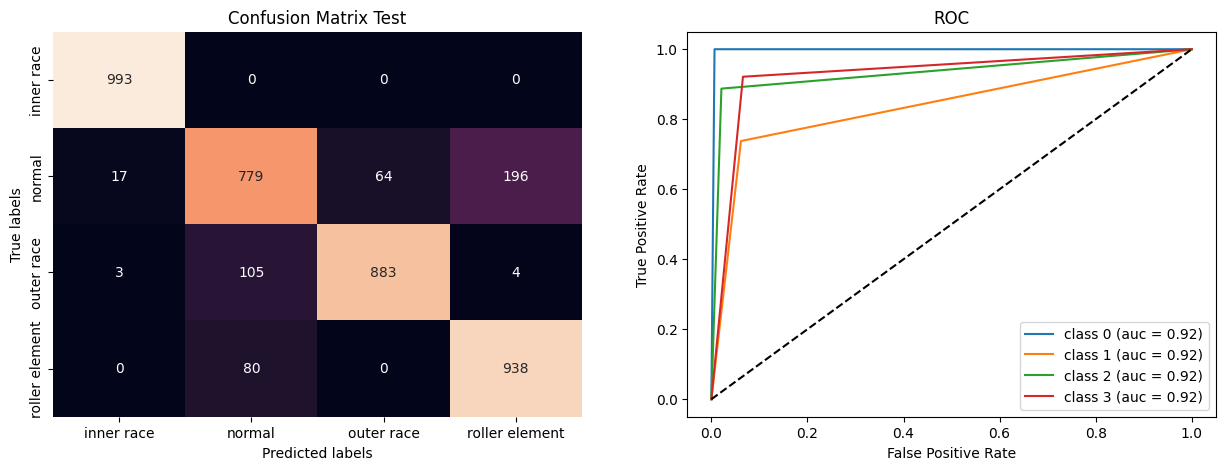 Confusion Matrix Test
True labels
inner race
993 0 0 0
normal
17 779 64 196
outer race
3 105 883 4
roller element
0 80 0 938
inner race normal outer race roller element
Predicted labels
ROC
True Positive Rate
1.0
0.8
0.6
0.4
0.2
0.0
class 0 (auc = 0.92)
class 1 (auc = 0.92)
class 2 (auc = 0.92)
class 3 (auc = 0.92)
0.0 0.2 0.4 0.6 0.8 1.0
False Positive Rate